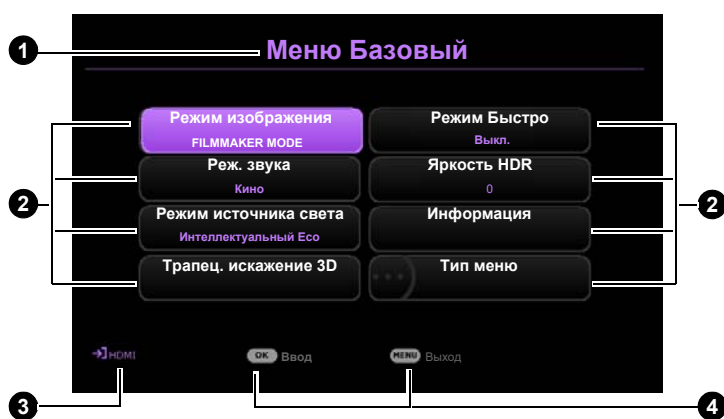 1
Меню Базовый
Режим изображения
FILMMAKER MODE
Режим Быстро
Выкл.
Реж. звука
Кино
Яркость HDR
0
2
2
Режим источника света
Интеллектуальный Eco
Информация
Трапец. искажение 3D
Тип меню
HDMI
OK Ввод
MENU Выход
3
4